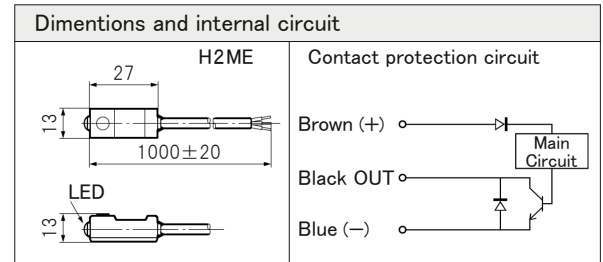 Dimentions and internal circuit
H2ME
27
13
1000±20
LED
13
Contact protection circuit
Brown (+)
Main
Circuit
Black OUT
Blue (−)